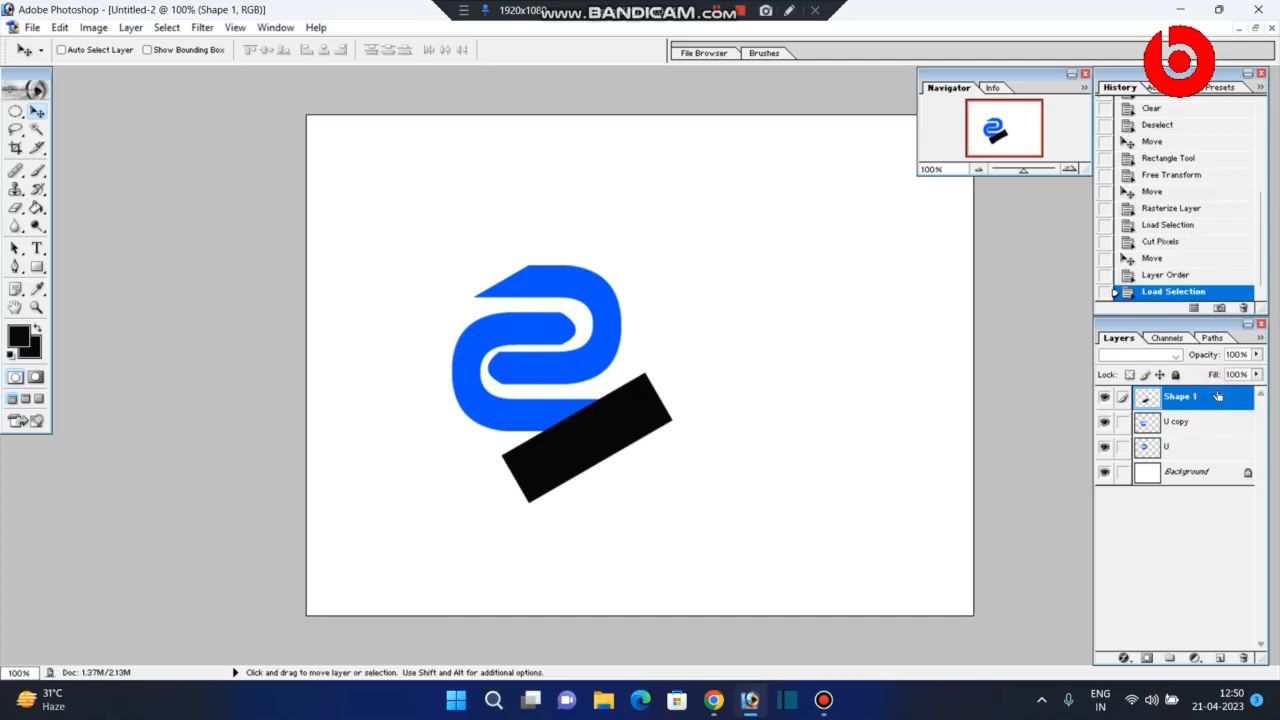 Adobe Photoshop - [Untitled-2 @ 100% (Shape 1, RGB)]
1920x1080
www.BANDICAM.com
File Edit Image Layer Select Filter View Window Help
Auto Select Layer Show Bounding Box
File Browser Brushes
Navigator Info
100%
History Presets
Clear
Deselect
Move
Rectangle Tool
Free Transform
Move
Rasterize Layer
Load Selection
Cut Pixels
Move
Layer Order
Load Selection
Layers Channels Paths
Opacity: 100%
Lock: Fill: 100%
Shape 1
U copy
U
Background
100% Doc: 1.37M/2.13M Click and drag to move layer or selection. Use Shift and Alt for additional options.
31°C
Haze
ENG
IN
12:50
21-04-2023
3